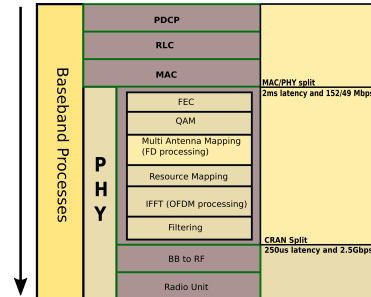 PDCP
RLC
MAC
MAC/PHY split
2ms latency and 152/49 Mbps
Baseband Processes
PHY
FEC
QAM
Multi Antenna Mapping
(FD processing)
Resource Mapping
IFFT (OFDM processing)
Filtering
CRAN Split
250us latency and 2.5Gbps
BB to RF
Radio Unit